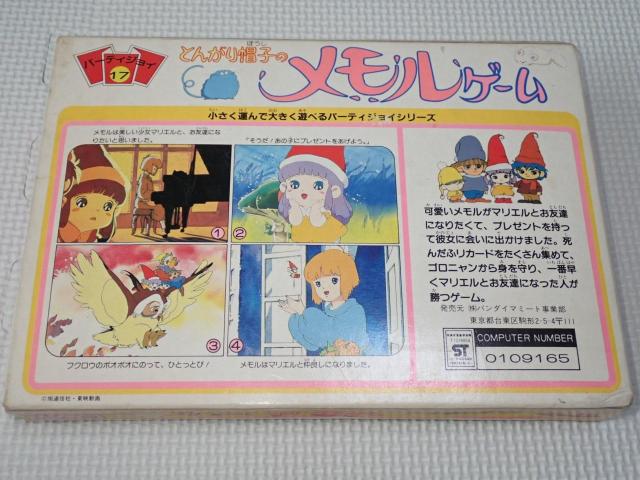 パーティジョイ
17
とんがり帽子の
ぼうし
メモルゲーム
小さく運んで大きく遊べるパーティジョイシリーズ
メモルは美しい少女マリエルと、お友達にな
りたいと思いました。
「そうだ!あの子にプレゼントをあげよう。」
①
②
③
④
フクロウのボオボオにのって、ひとっとび!
メモルはマリエルと仲良しになりました。
可愛いメモルがマリエルとお友達
になりたくて、プレゼントを持っ
て彼女に会いに出かけました。死
んだふりカードをたくさん集めて、
ゴロニャンから身を守り、一番早
くマリエルとお友達になった人が
勝つゲーム。
発売元 ㈱バンダイマミート事業部
東京都台東区駒形2-5-4〒111
ST
COMPUTER NUMBER
0109165
©旭通信社・東映動画